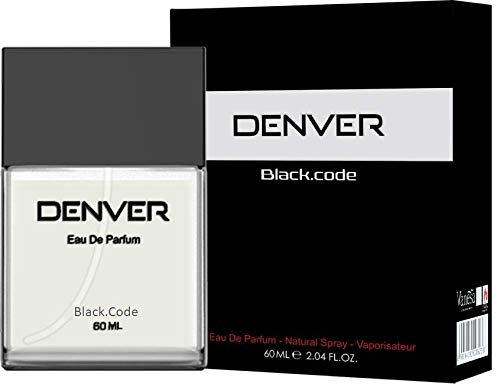 DENVER
Eau De Parfum
Black.Code
60 ML
DENVER
Black.code
Eau De Parfum - Natural Spray - Vaporisateur
60 ML e 2.04 FL.OZ.
Vanesa